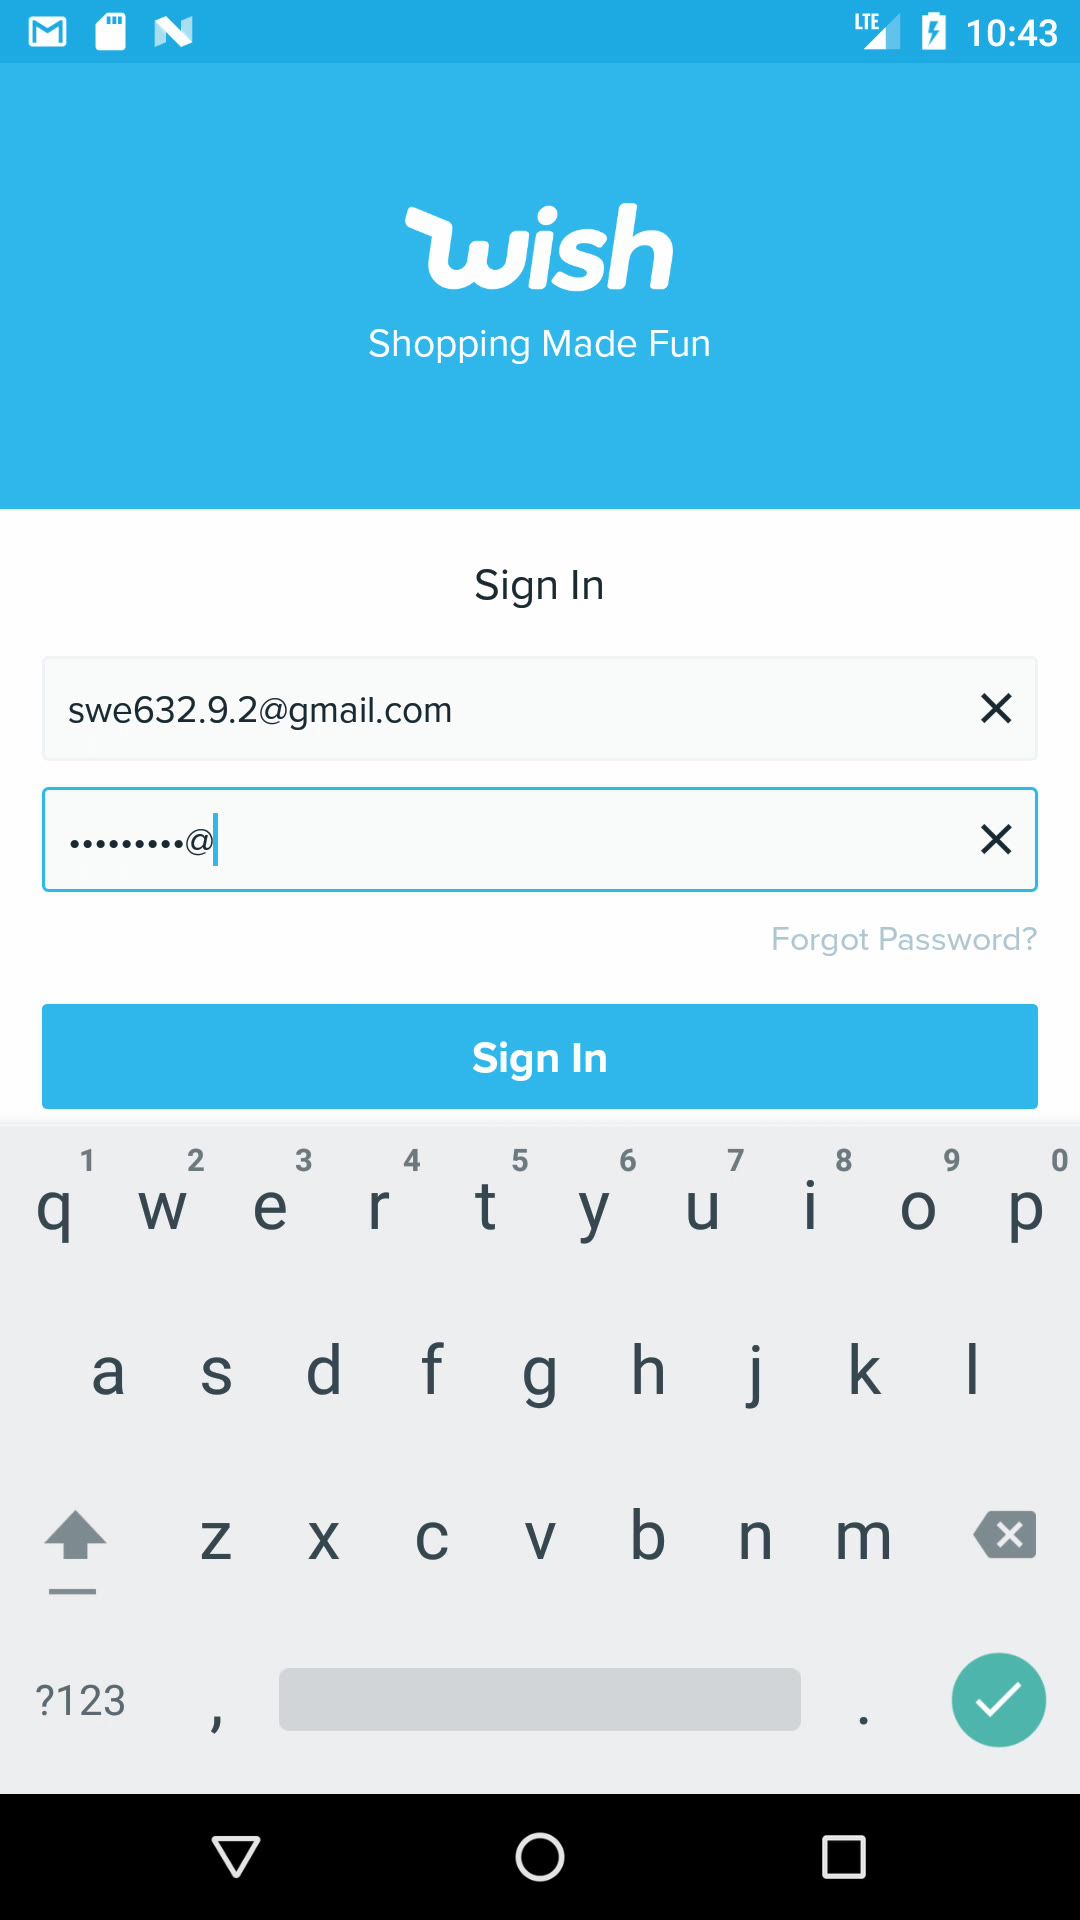 LTE 10:43
wish
Shopping Made Fun
Sign In
swe632.9.2@gmail.com
•••••••••@
Forgot Password?
Sign In
1 2 3 4 5 6 7 8 9 0
q w e r t y u i o p
a s d f g h j k l
z x c v b n m
?123 , .